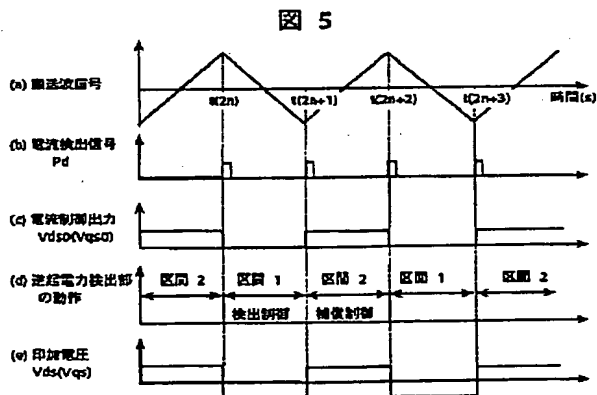 図 5
(a) 搬送波信号
t(2n)
t(2n+1)
t(2n+2)
t(2n+3)
時間(s)
(b) 電流検出信号
Pd
(c) 電流制御出力
Vds0(Vqs0)
(d) 逆起電力検出部
の動作
区間 2
区間 1
区間 2
区間 1
区間 2
検出制御
補償制御
(e) 印加電圧
Vds(Vqs)